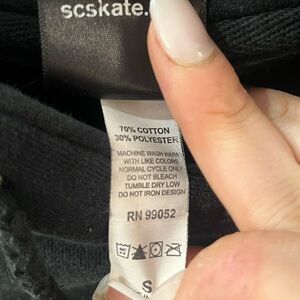 scskate.
70% COTTON
30% POLYESTER
MACHINE WASH WARM
WITH LIKE COLORS
NORMAL CYCLE ONLY
DO NOT BLEACH
TUMBLE DRY LOW
DO NOT IRON DESIGN
RN 99052
S